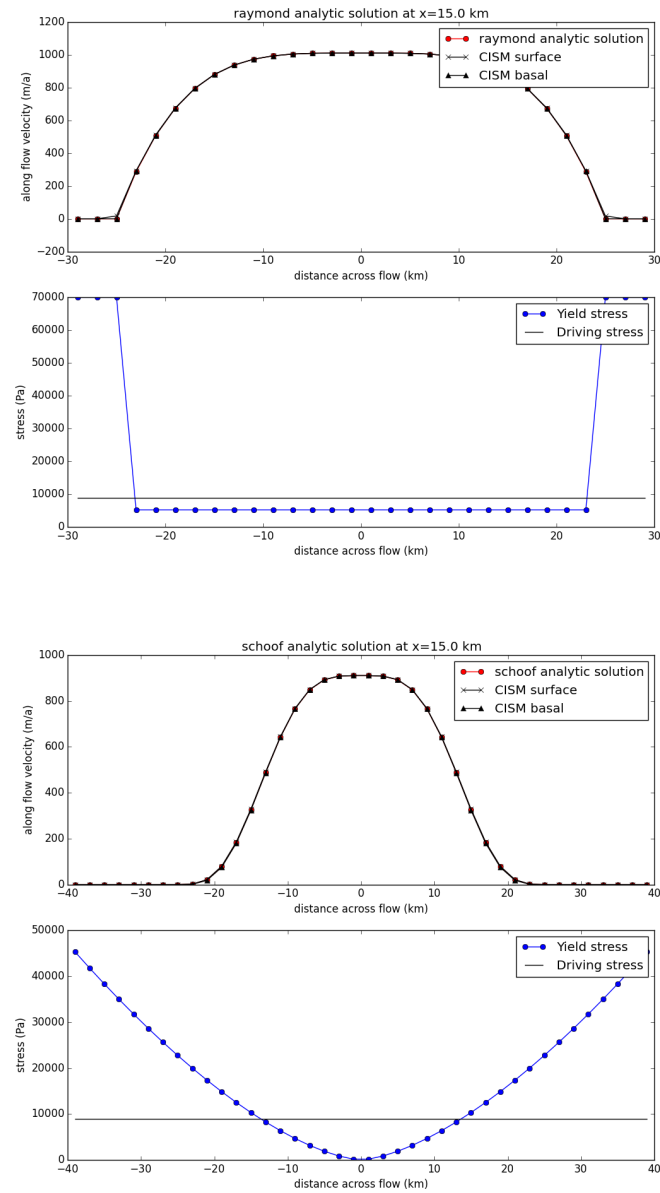 raymond analytic solution at x=15.0 km
1200
1000
800
600
400
200
0
−200
along flow velocity (m/a)
raymond analytic solution
CISM surface
CISM basal
−30 −20 −10 0 10 20 30
distance across flow (km)
70000
60000
50000
40000
30000
20000
10000
0
stress (Pa)
Yield stress
Driving stress
−30 −20 −10 0 10 20 30
distance across flow (km)
schoof analytic solution at x=15.0 km
1000
800
600
400
200
0
along flow velocity (m/a)
schoof analytic solution
CISM surface
CISM basal
−40 −30 −20 −10 0 10 20 30 40
distance across flow (km)
50000
40000
30000
20000
10000
0
stress (Pa)
Yield stress
Driving stress
−40 −30 −20 −10 0 10 20 30 40
distance across flow (km)